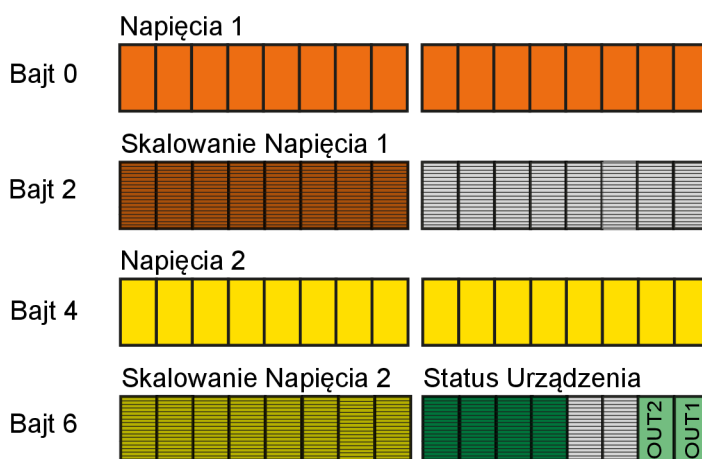 Napięcia 1
Bajt 0
Skalowanie Napięcia 1
Bajt 2
Napięcia 2
Bajt 4
Skalowanie Napięcia 2 Status Urządzenia
Bajt 6 OUT2 OUT1